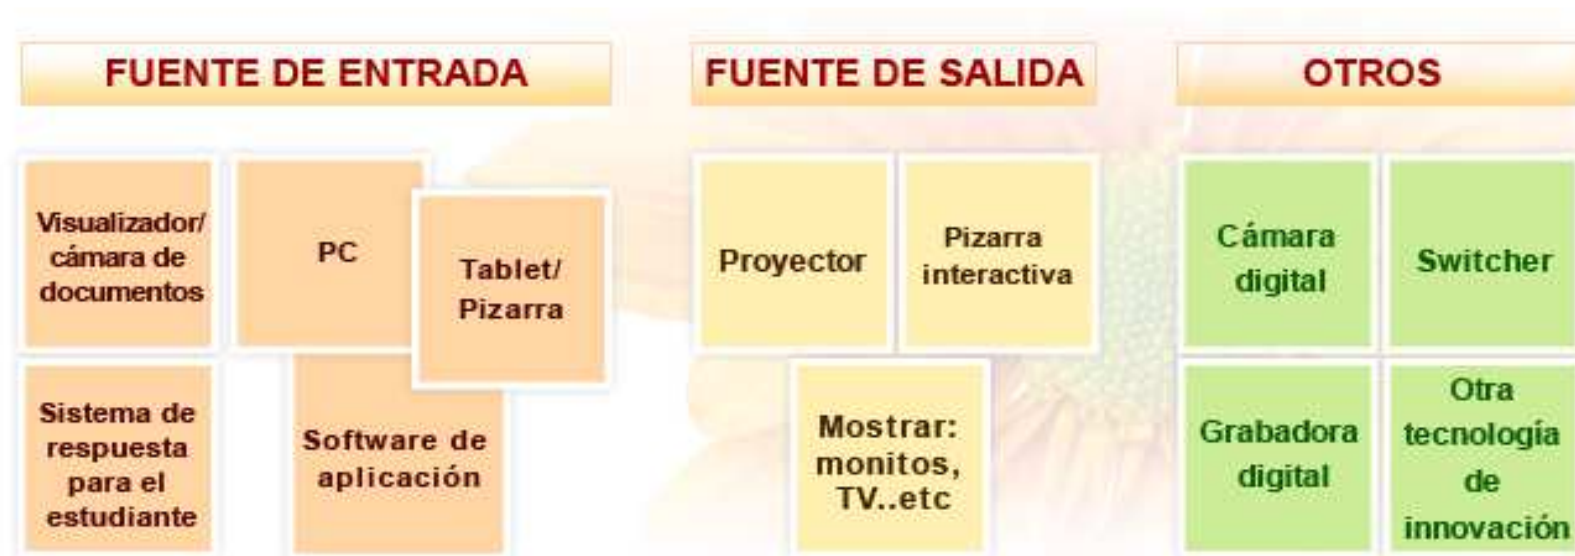 FUENTE DE ENTRADA
Visualizador/
cámara de
documentos
PC
Tablet/
Pizarra
Sistema de
respuesta
para el
estudiante
Software de
aplicación
FUENTE DE SALIDA
Proyector
Pizarra
interactiva
Mostrar:
monitos,
TV..etc
OTROS
Cámara
digital
Switcher
Grabadora
digital
Otra
tecnología
de
innovación